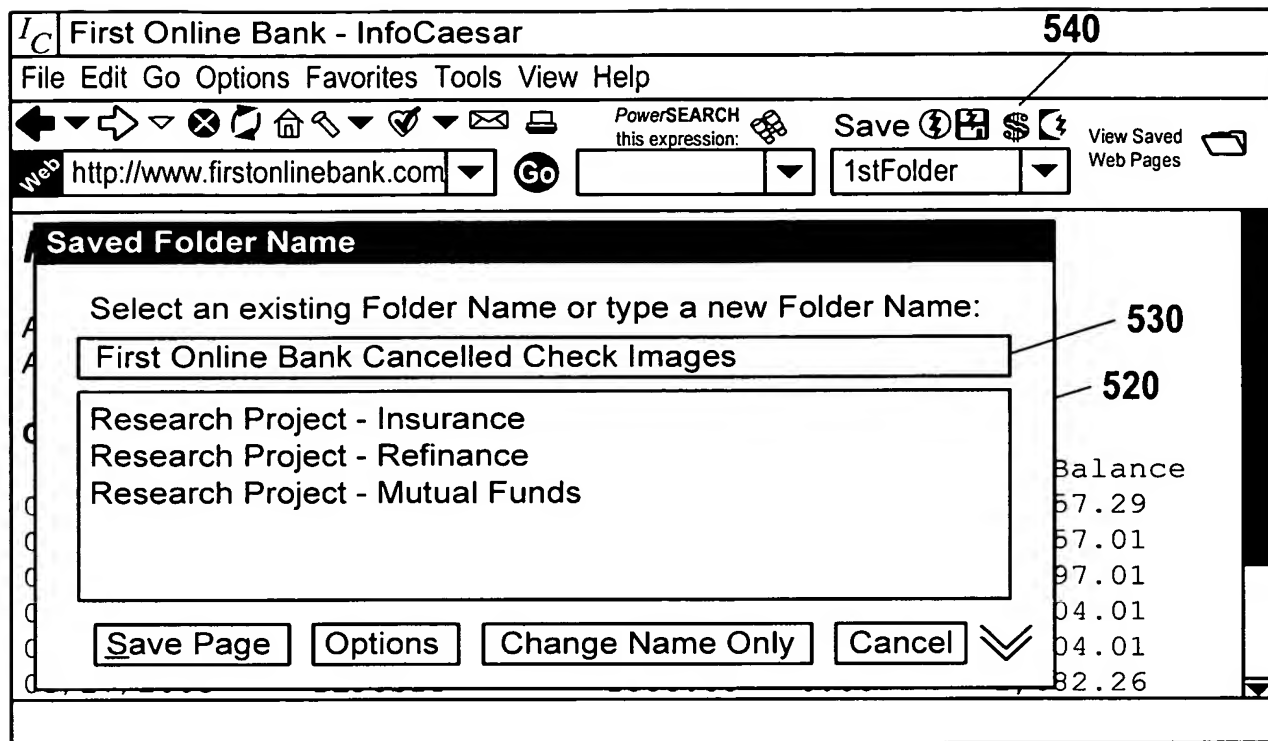 IC First Online Bank - InfoCaesar
540
File Edit Go Options Favorites Tools View Help
PowerSEARCH
this expression:
Save
View Saved
Web Pages
Web http://www.firstonlinebank.com
Go
1stFolder
Saved Folder Name
Select an existing Folder Name or type a new Folder Name:
530
First Online Bank Cancelled Check Images
520
Research Project - Insurance
Research Project - Refinance
Research Project - Mutual Funds
Balance
57.29
57.01
97.01
04.01
04.01
82.26
Save Page
Options
Change Name Only
Cancel